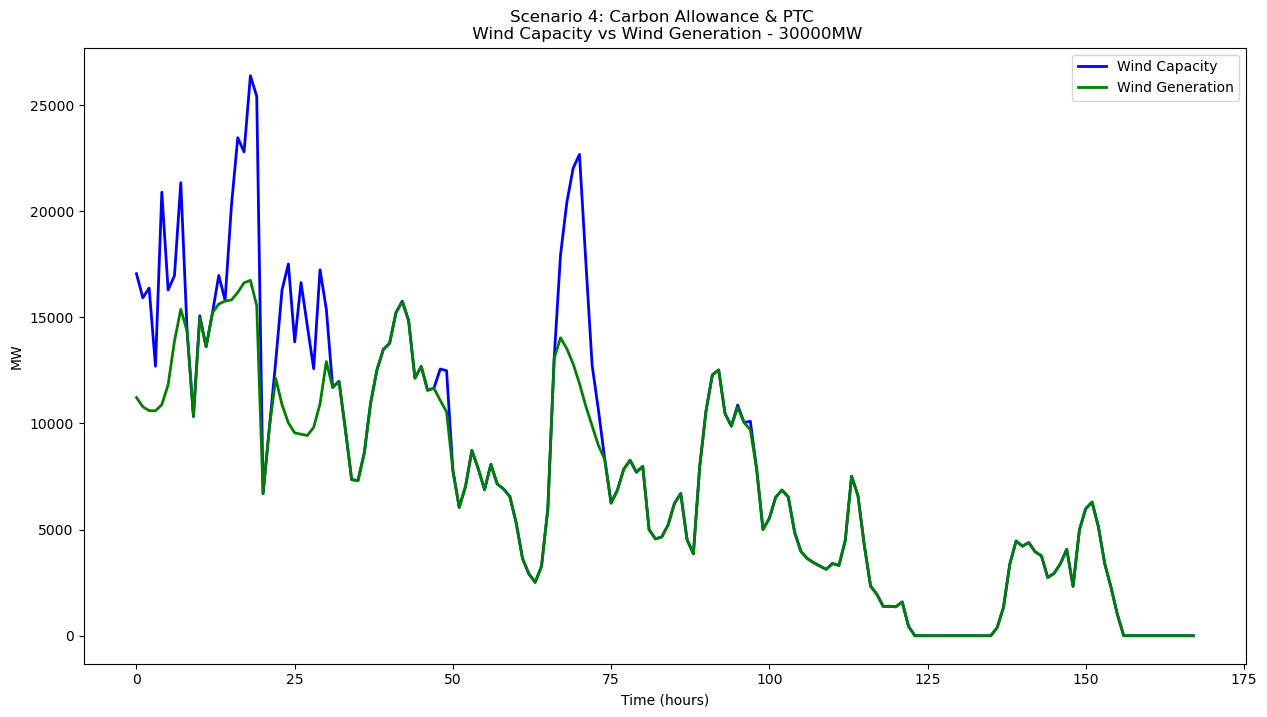 Scenario 4: Carbon Allowance & PTC
Wind Capacity vs Wind Generation - 30000MW
Wind Capacity
Wind Generation
MW
25000
20000
15000
10000
5000
0
0 25 50 75 100 125 150 175
Time (hours)